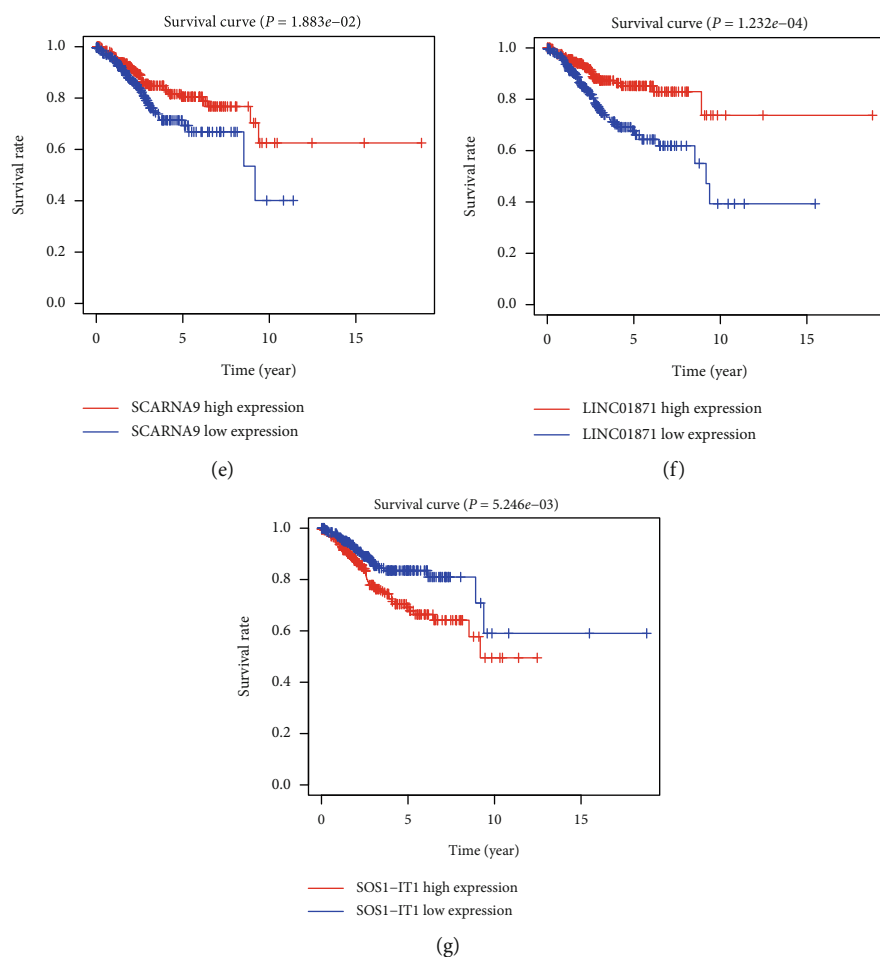 Survival curve (P = 1.883e−02)
1.0
0.8
0.6
0.4
0.2
0.0
Survival rate
0 5 10 15
Time (year)
SCARNA9 high expression
SCARNA9 low expression
(e)
Survival curve (P = 1.232e−04)
1.0
0.8
0.6
0.4
0.2
0.0
Survival rate
0 5 10 15
Time (year)
LINC01871 high expression
LINC01871 low expression
(f)
Survival curve (P = 5.246e−03)
1.0
0.8
0.6
0.4
0.2
0.0
Survival rate
0 5 10 15
Time (year)
SOS1−IT1 high expression
SOS1−IT1 low expression
(g)